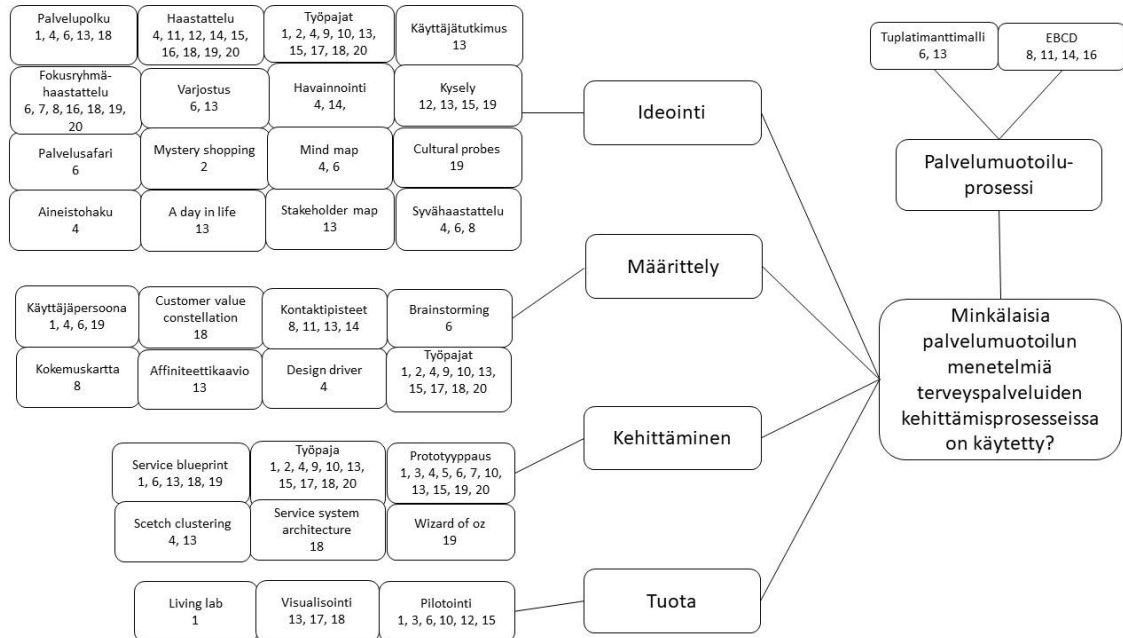 Palvelupolku
1, 4, 6, 13, 18
Haastattelu
4, 11, 12, 14, 15,
16, 18, 19, 20
Työpajat
1, 2, 4, 9, 10, 13,
15, 17, 18, 20
Käyttäjätutkimus
13
Fokusryhmä-
haastattelu
6, 7, 8, 16, 18, 19,
20
Varjostus
6, 13
Havainnointi
4, 14,
Kysely
12, 13, 15, 19
Palvelusafari
6
Mystery shopping
2
Mind map
4, 6
Cultural probes
19
Aineistohaku
4
A day in life
13
Stakeholder map
13
Syvähaastattelu
4, 6, 8
Ideointi
Käyttäjäpersoona
1, 4, 6, 19
Customer value
constellation
18
Kontaktipisteet
8, 11, 13, 14
Brainstorming
6
Kokemuskartta
8
Affiniteettikaavio
13
Design driver
4
Työpajat
1, 2, 4, 9, 10, 13,
15, 17, 18, 20
Määrittely
Service blueprint
1, 6, 13, 18, 19
Työpaja
1, 2, 4, 9, 10, 13,
15, 17, 18, 20
Prototyyppaus
1, 3, 4, 5, 6, 7, 10,
13, 15, 19, 20
Scetch clustering
4, 13
Service system
architecture
18
Wizard of oz
19
Kehittäminen
Living lab
1
Visualisointi
13, 17, 18
Pilotointi
1, 3, 6, 10, 12, 15
Tuota
Tuplatimanttimalli
6, 13
EBCD
8, 11, 14, 16
Palvelumuotoilu-
prosessi
Minkälaisia
palvelumuotoilun
menetelmiä
terveyspalveluiden
kehittämisprosesseissa
on käytetty?